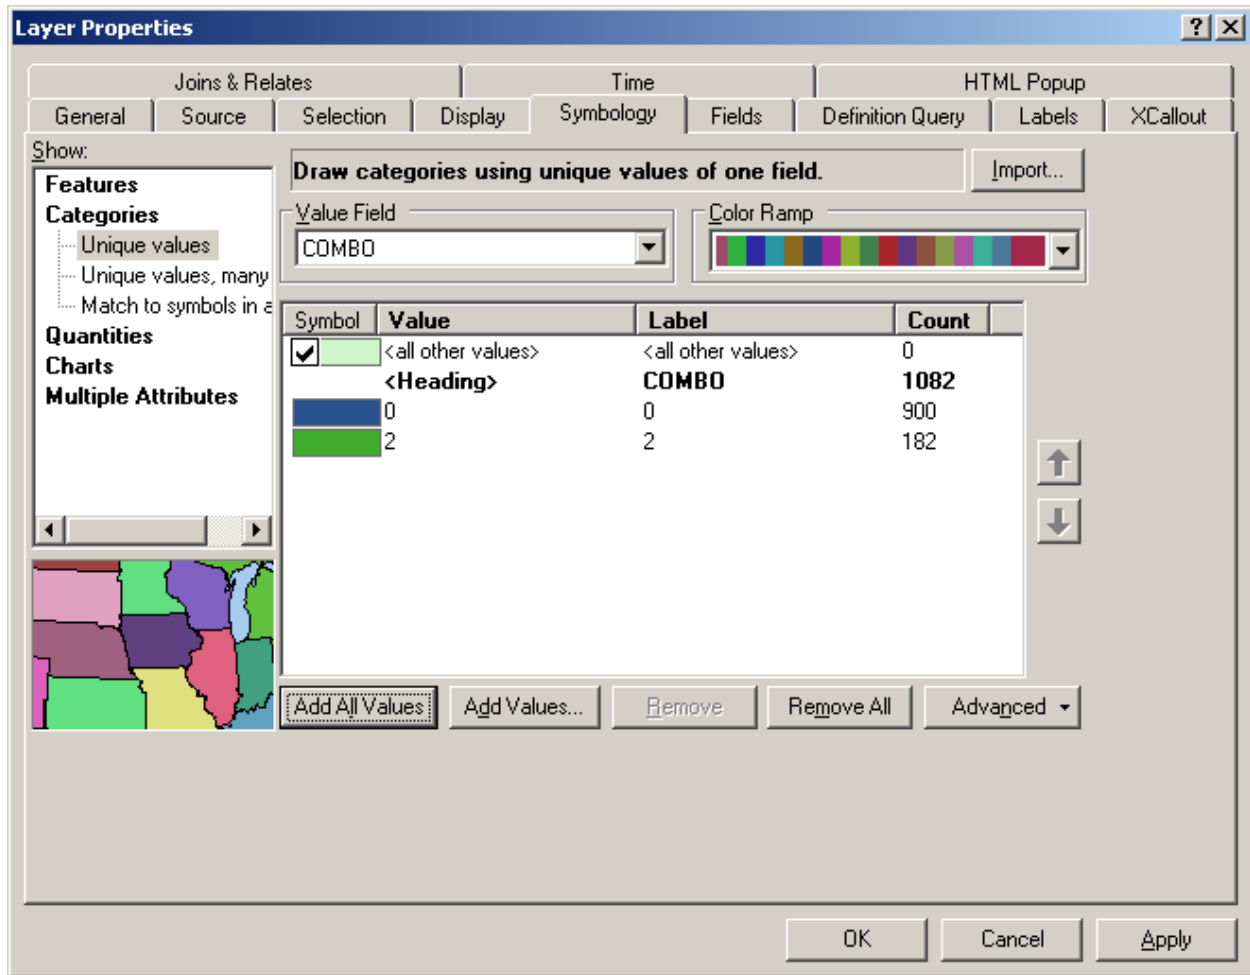 Layer Properties
Joins & Relates Time HTML Popup
General Source Selection Display Symbology Fields Definition Query Labels XCallout
Show:
Features
Categories
Unique values
Unique values, many
Match to symbols in a
Quantities
Charts
Multiple Attributes
Draw categories using unique values of one field.
Import...
Value Field
COMBO
Color Ramp
Symbol Value Label Count
<all other values> <all other values> 0
<Heading> COMBO 1082
0 0 900
2 2 182
Add All Values Add Values... Remove Remove All Advanced
OK Cancel Apply